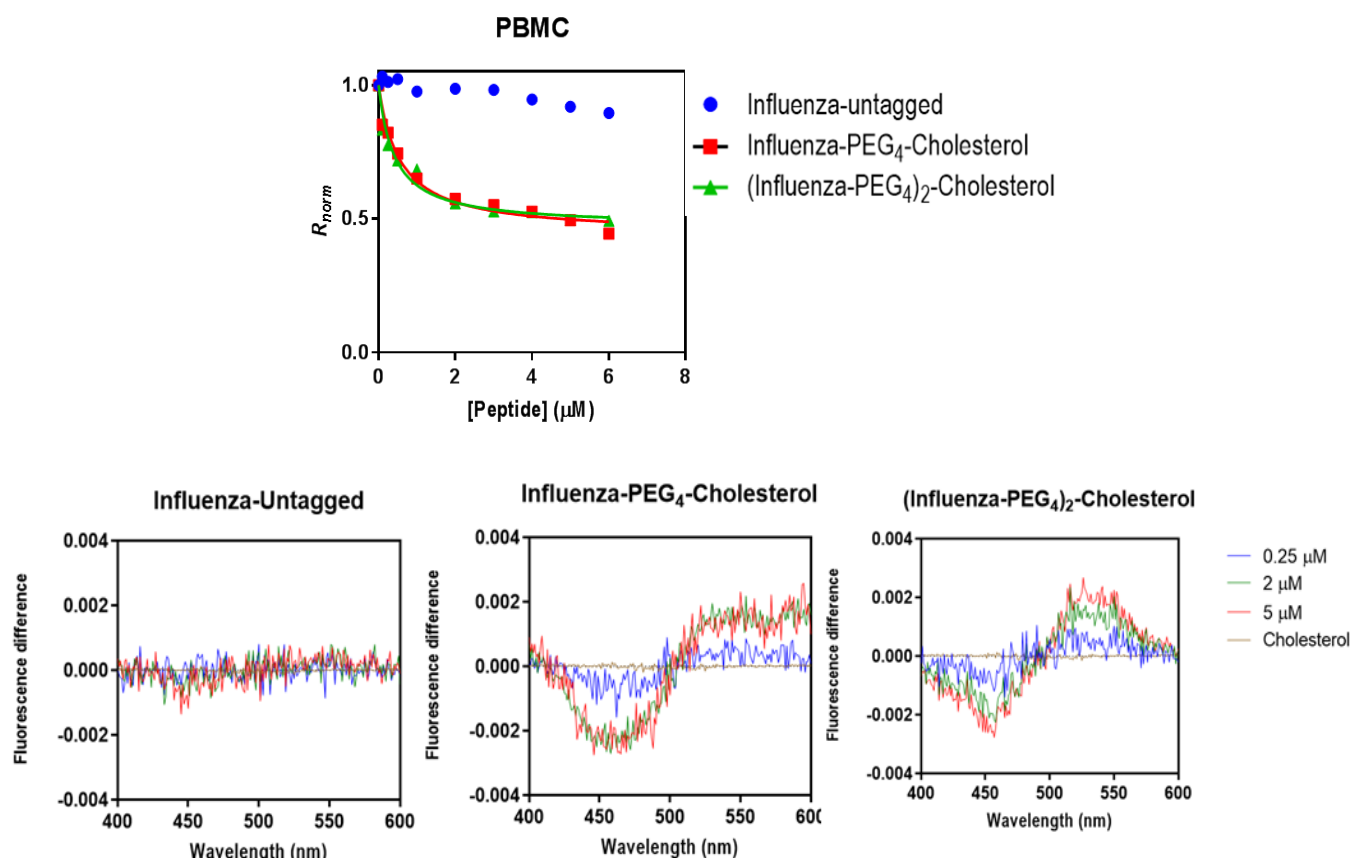 PBMC
1.0
0.5
0.0
R_norm
0 2 4 6 8
[Peptide] (μM)
Influenza-untagged
Influenza-PEG₄-Cholesterol
(Influenza-PEG₄)₂-Cholesterol
Influenza-Untagged
Fluorescence difference
0.004
0.002
0.000
-0.002
-0.004
400 450 500 550 600
Wavelength (nm)
Influenza-PEG₄-Cholesterol
Fluorescence difference
0.004
0.002
0.000
-0.002
-0.004
400 450 500 550 600
Wavelength (nm)
(Influenza-PEG₄)₂-Cholesterol
Fluorescence difference
0.004
0.002
0.000
-0.002
-0.004
400 450 500 550 600
Wavelength (nm)
0.25 μM
2 μM
5 μM
Cholesterol